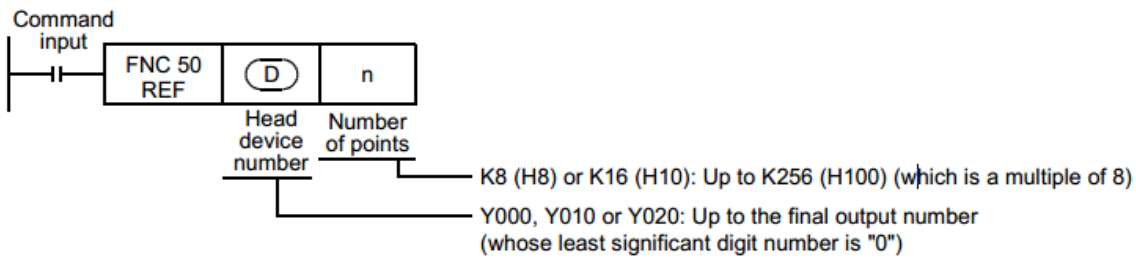 Command
input
FNC 50
REF
D
n
Head
device
number
Number
of points
K8 (H8) or K16 (H10): Up to K256 (H100) (which is a multiple of 8)
Y000, Y010 or Y020: Up to the final output number
(whose least significant digit number is "0")